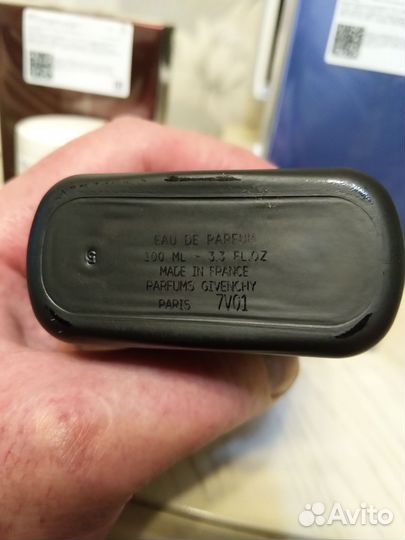 EAU DE PARFUM
100 ML - 3.3 FL.OZ
MADE IN FRANCE
PARFUMS GIVENCHY
PARIS 7V01
Avito